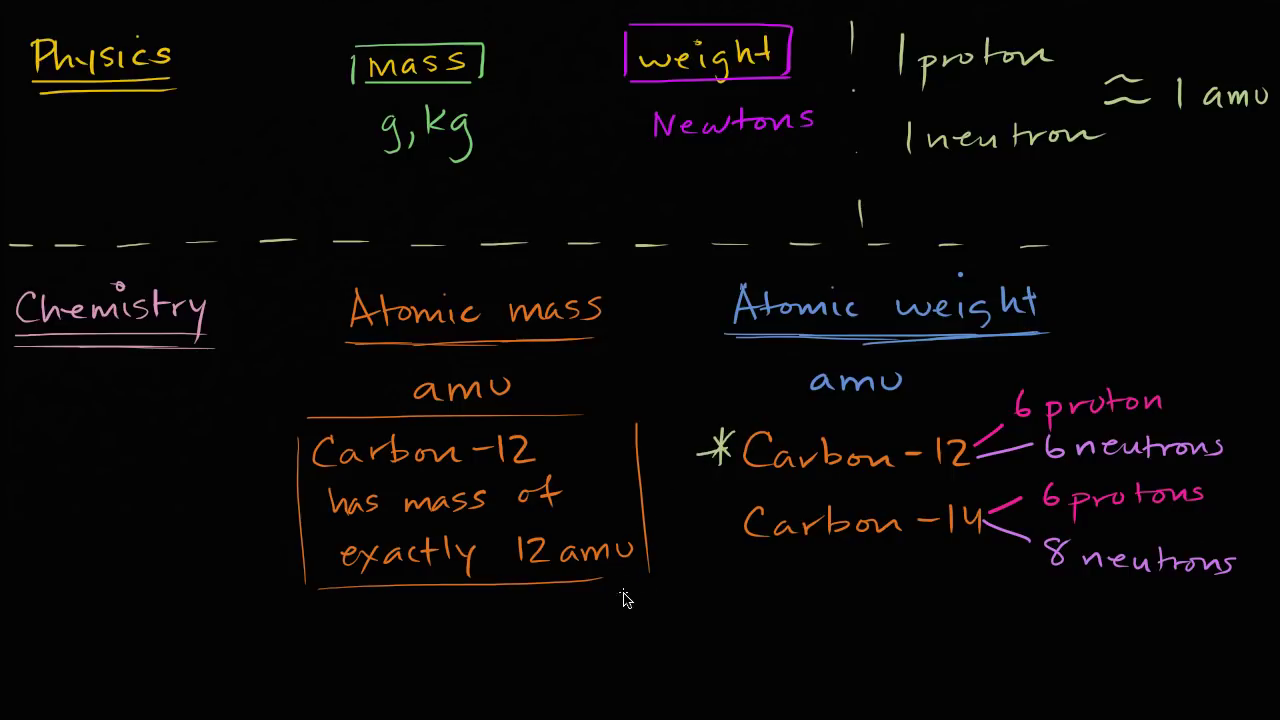 Physics
mass
weight
g, kg
Newtons
1 proton
1 neutron
≈ 1 amu
Chemistry
Atomic mass
amu
Carbon-12
has mass of
exactly 12 amu
Atomic weight
amu
* Carbon-12
6 proton
6 neutrons
Carbon-14
6 protons
8 neutrons